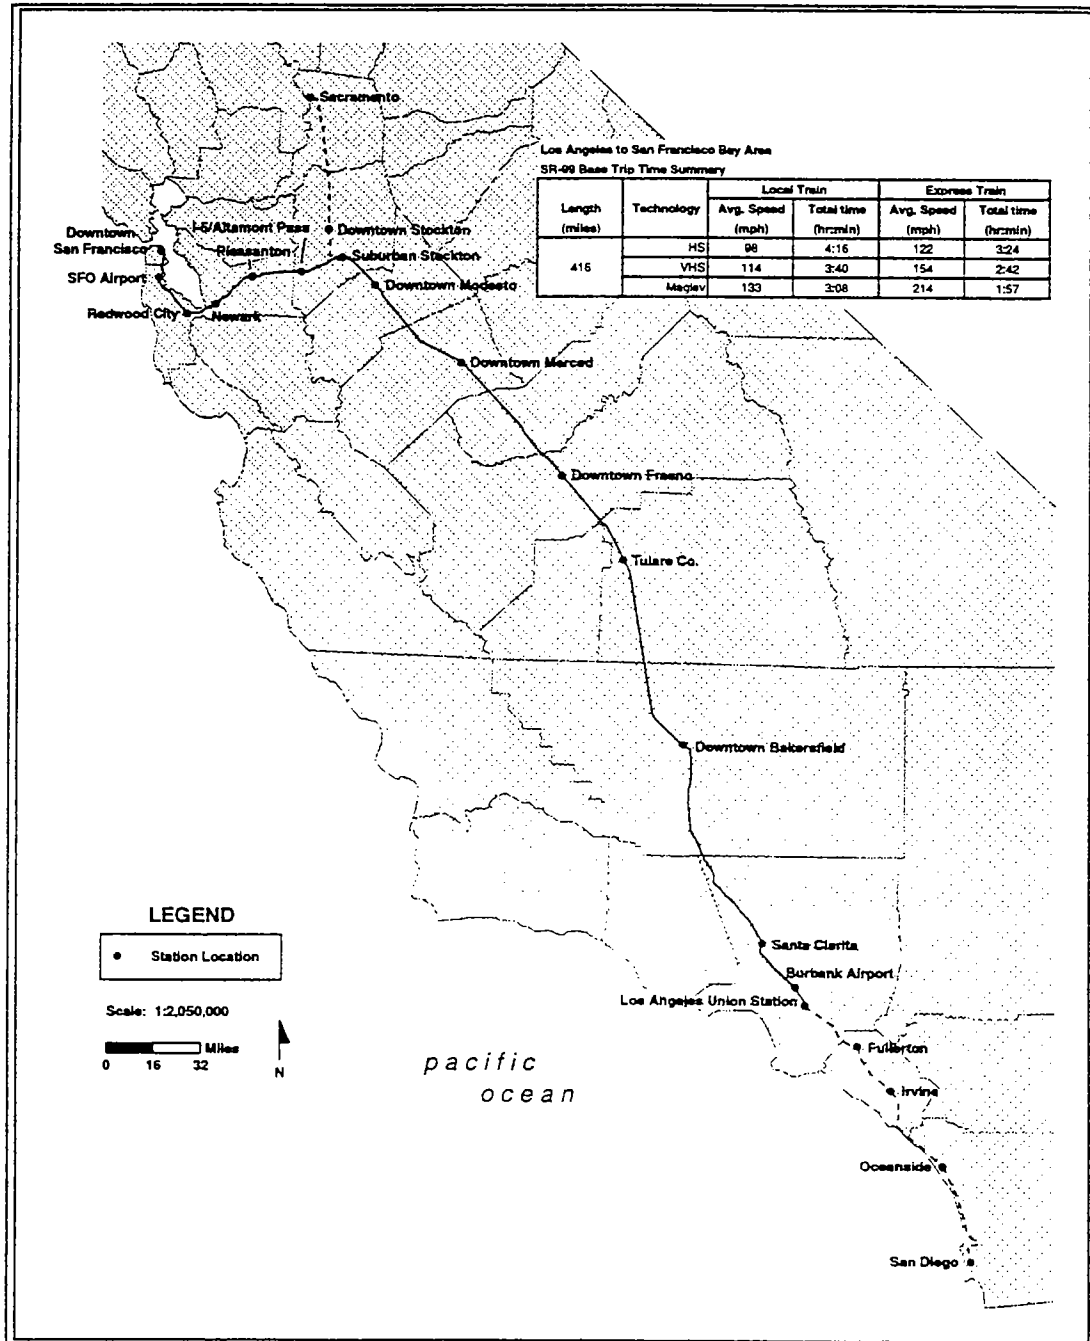 Sacramento
Los Angeles to San Francisco Bay Area
SR-99 Base Trip Time Summary
Length (miles) Technology Local Train Express Train
Avg. Speed (mph) Total time (hr:min) Avg. Speed (mph) Total time (hr:min)
416 HS 98 4:16 122 3:24
VHS 114 3:40 154 2:42
Maglev 133 3:08 214 1:57
Downtown
San Francisco
I-5/Altamont Pass
Downtown Stockton
Pleasanton
Suburban Stockton
SFO Airport
Downtown Modesto
Redwood City
Newark
Downtown Merced
Downtown Fresno
Tulare Co.
Downtown Bakersfield
LEGEND
Station Location
Santa Clarita
Burbank Airport
Los Angeles Union Station
Scale: 1:2,050,000
Miles
0 16 32
N
Fullerton
pacific
ocean
Irvine
Oceanside
San Diego